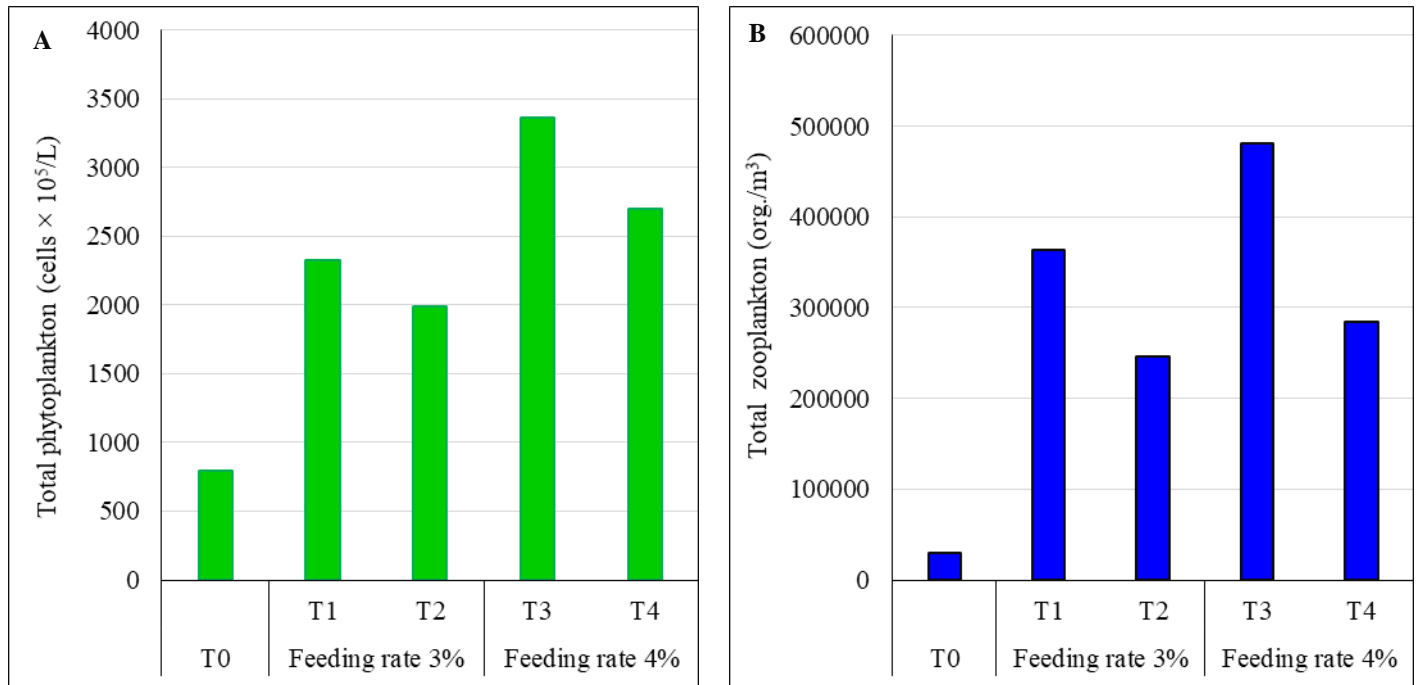 A
Total phytoplankton (cells × 10⁵/L)
4000
3500
3000
2500
2000
1500
1000
500
0
T1 T2 T3 T4
T0 Feeding rate 3% Feeding rate 4%
B
Total zooplankton (org./m³)
600000
500000
400000
300000
200000
100000
0
T1 T2 T3 T4
T0 Feeding rate 3% Feeding rate 4%